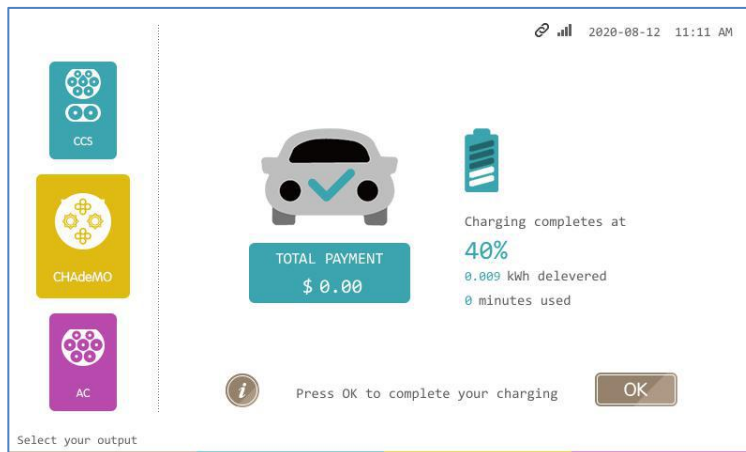 2020-08-12 11:11 AM
CCS
CHAdeMO
AC
TOTAL PAYMENT
$ 0.00
Charging completes at
40%
0.009 kWh delevered
0 minutes used
i
Press OK to complete your charging
OK
Select your output